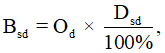 B_sd = O_d × D_sd / 100%,